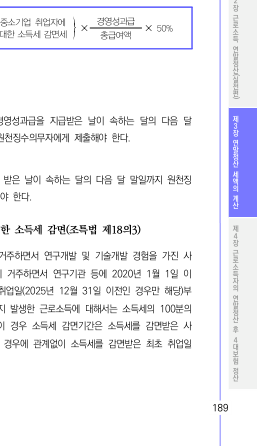 중소기업 취업자에
대한 소득세 감면세
} × 경영성과급 / 총급여액 × 50%
경영성과급을 지급받은 날이 속하는 달의 다음 달
원천징수의무자에게 제출해야 한다.
받은 날이 속하는 달의 다음 달 말일까지 원천징
야 한다.
한 소득세 감면(조특법 제18의3)
거주하면서 연구개발 및 기술개발 경험을 가진 사
거주하면서 연구기관 등에 2020년 1월 1일 이
취업일(2025년 12월 31일 이전인 경우만 해당)부
지 발생한 근로소득에 대해서는 소득세의 100분의
이 경우 소득세 감면기간은 소득세를 감면받은 사
경우에 관계없이 소득세를 감면받은 최초 취업일
2장 근로소득 연말정산(일반편)
제3장 연말정산 세액의 계산
제4장 근로소득자의 연말정산 후 4대보험 정산
189